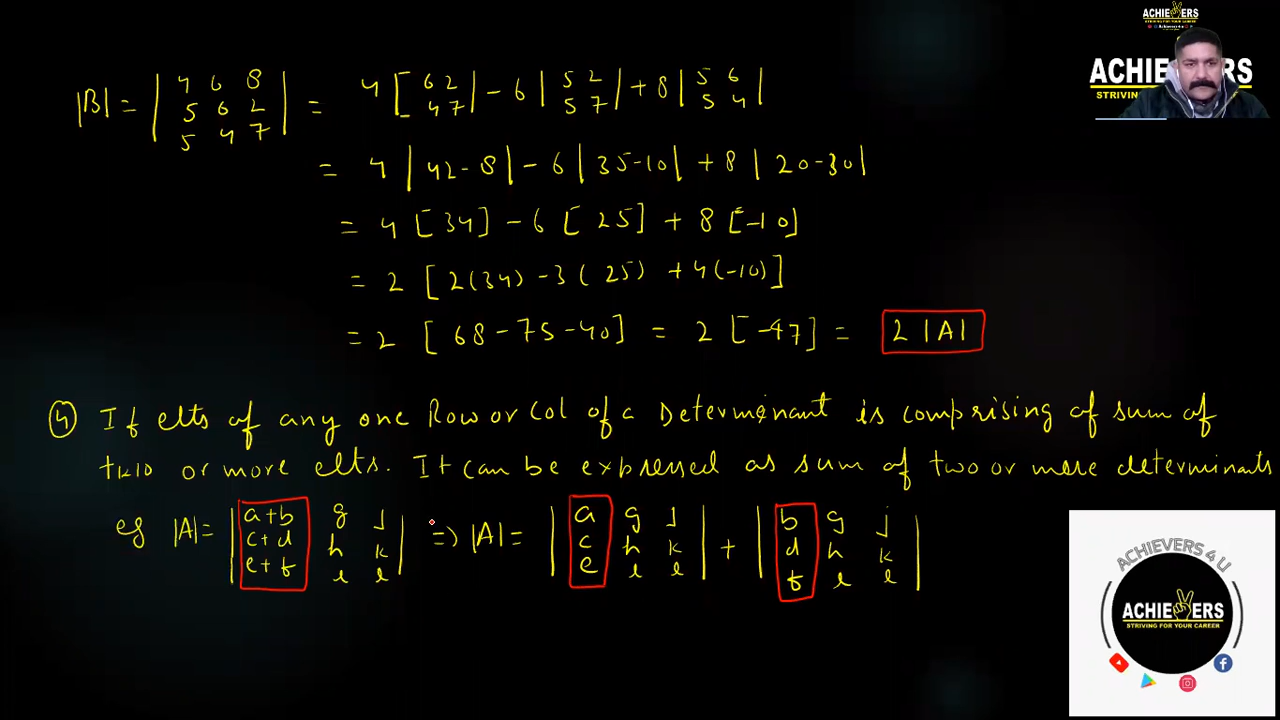 ACHIEVERS
STRIVING FOR YOUR CAREER
ACHIEVERS
|B| = | 4 6 8 | = 4 [ 6 2 | - 6 | 5 2 | + 8 | 5 6 |
| 5 6 2 | 4 7 | | 5 7 | | 5 4 |
| 5 4 7 |
= 4 | 42 - 8 | - 6 | 35-10 | + 8 | 20-30 |
= 4 [34] - 6 [25] + 8 [-10]
= 2 [ 2(34) - 3(25) + 4(-10) ]
= 2 [ 68 - 75 - 40 ] = 2 [-47] = 2 |A|
④ If elts of any one Row or Col of a Determinant is comprising of sum of
two or more elts. It can be expressed as sum of two or more determinants
eg |A| = | a+b g j | => |A| = | a g j | + | b g j |
| c+d h k | | c h k | | d h k |
| e+f l l | | e l l | | f l l |
ACHIEVERS 4 U
ACHIEVERS
STRIVING FOR YOUR CAREER